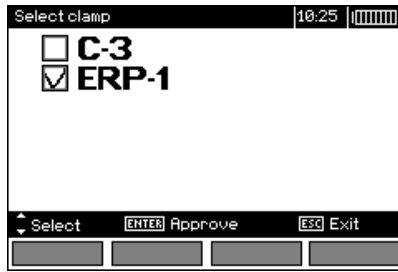 Select clamp 10:25
C-3
ERP-1
Select ENTER Approve ESC Exit